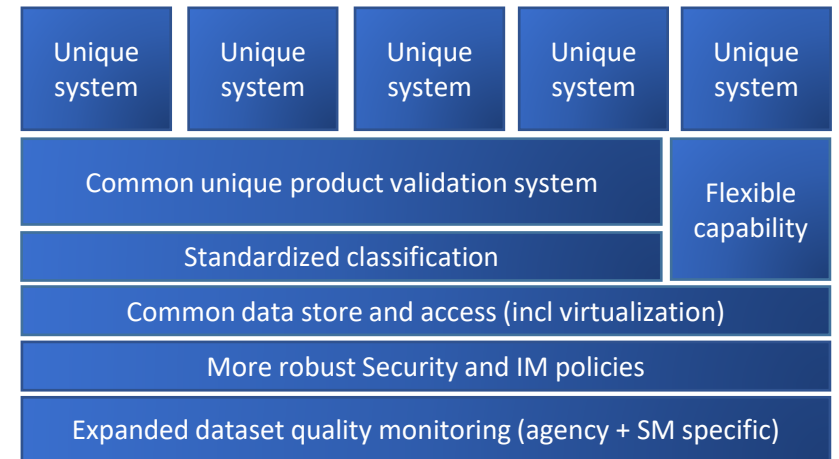 Unique
system
Unique
system
Unique
system
Unique
system
Unique
system
Common unique product validation system
Flexible
capability
Standardized classification
Common data store and access (incl virtualization)
More robust Security and IM policies
Expanded dataset quality monitoring (agency + SM specific)